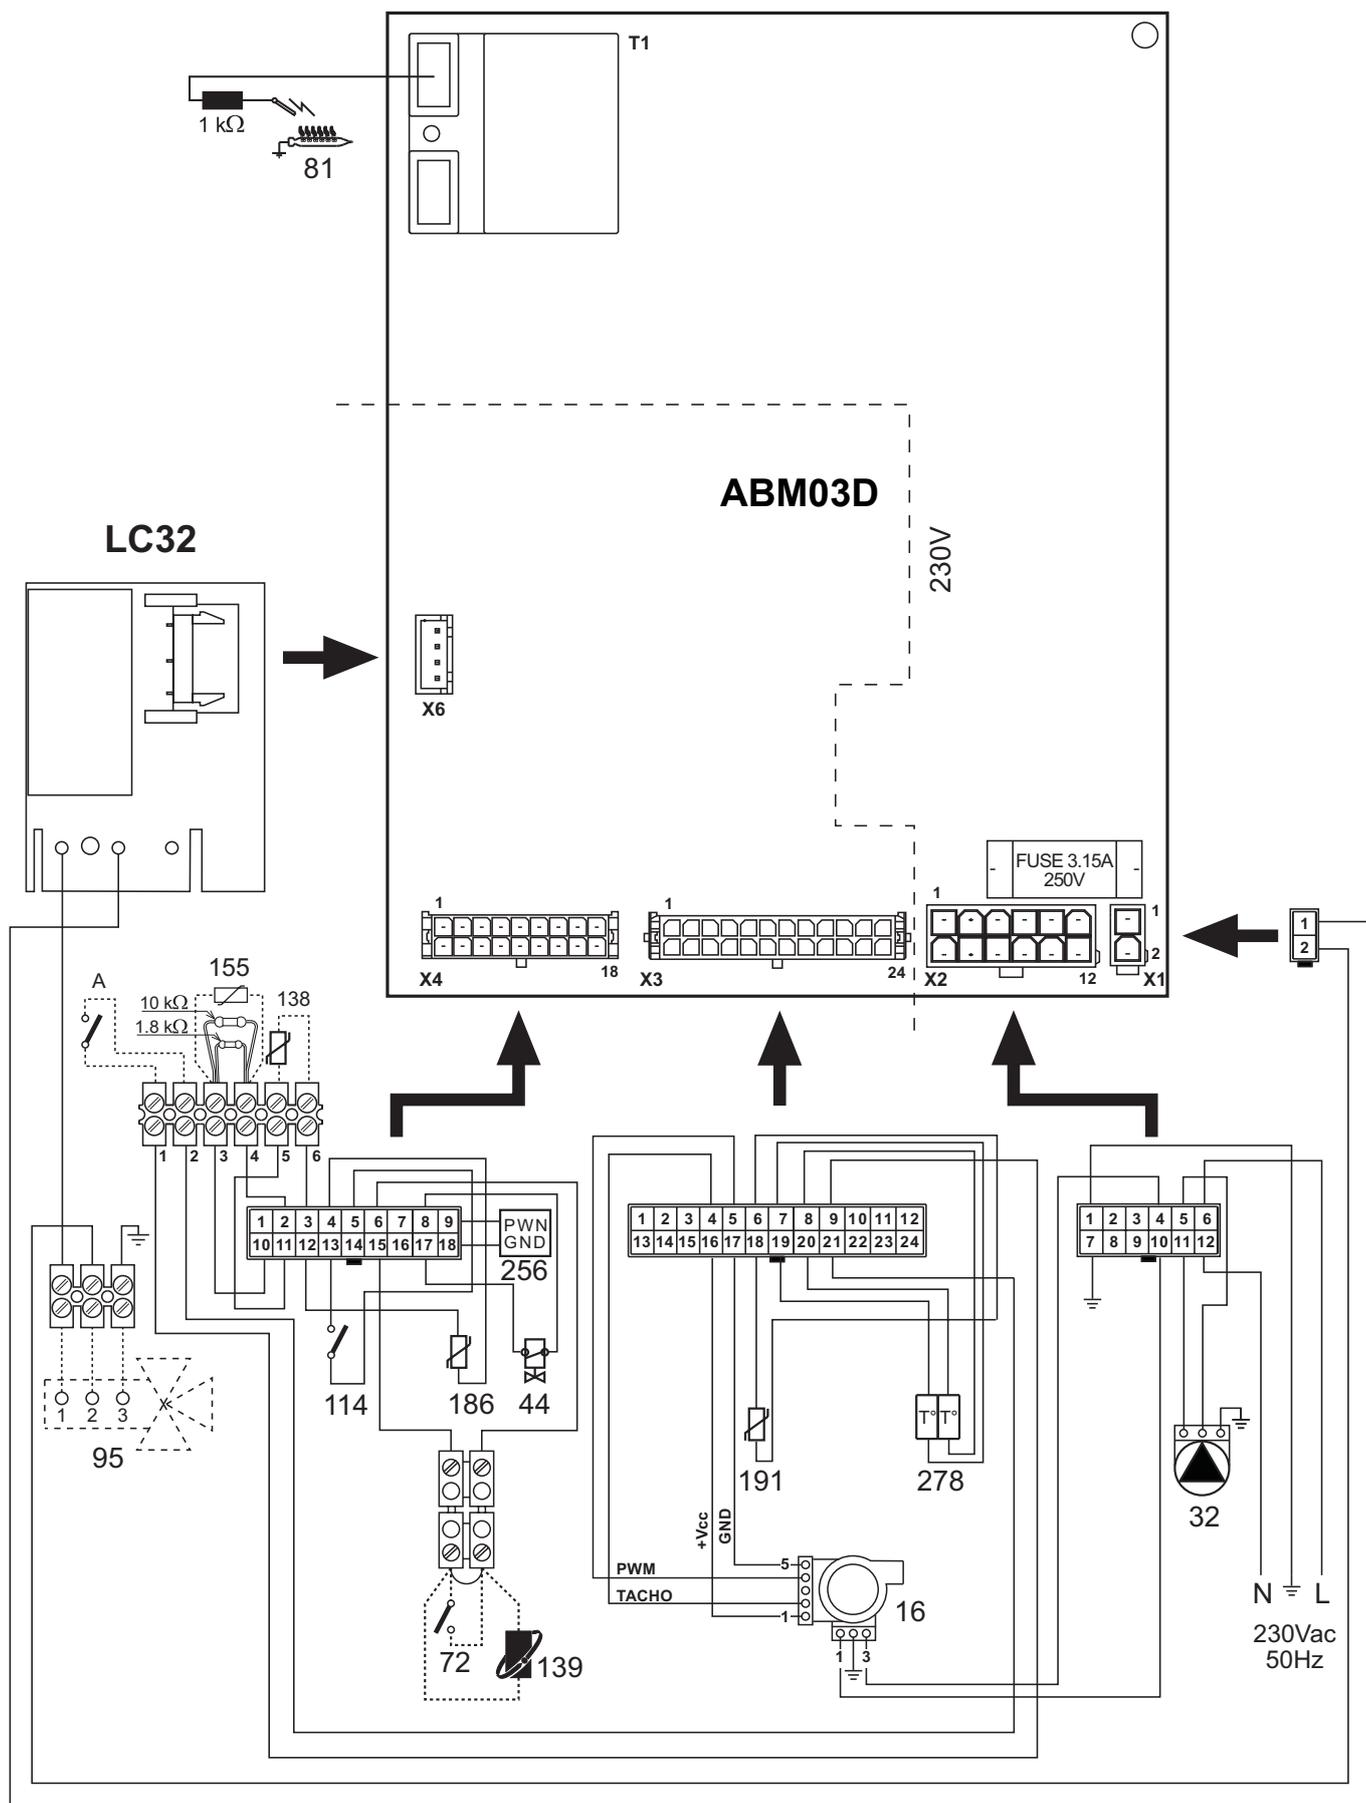 T1
1 kΩ
81
ABM03D
LC32
230V
X6
FUSE 3.15A
250V
1
1
1
1
2
X4
18
X3
24
X2
12
X1
1
2
A
155
138
10 kΩ
1.8 kΩ
1 2 3 4 5 6
1 2 3 4 5 6 7 8 9
10 11 12 13 14 15 16 17 18
PWN
GND
256
1 2 3 4 5 6 7 8 9 10 11 12
13 14 15 16 17 18 19 20 21 22 23 24
1 2 3 4 5 6
7 8 9 10 11 12
1 2 3
95
114
186
44
T° T°
191
278
32
+Vcc
GND
PWM
TACHO
5
1
16
1 3
72
139
N L
230Vac
50Hz